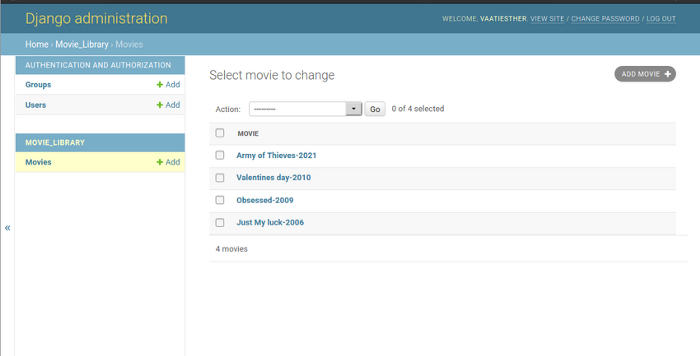 Django administration
WELCOME, VAATIESTHER. VIEW SITE / CHANGE PASSWORD / LOG OUT
Home › Movie_Library › Movies
AUTHENTICATION AND AUTHORIZATION
Groups + Add
Users + Add
MOVIE_LIBRARY
Movies + Add
«
Select movie to change
ADD MOVIE +
Action: --------- Go 0 of 4 selected
MOVIE
Army of Thieves-2021
Valentines day-2010
Obsessed-2009
Just My luck-2006
4 movies